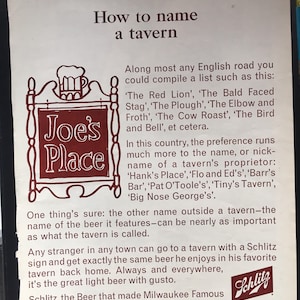 How to name
a tavern
Along most any English road you
could compile a list such as this:
'The Red Lion', 'The Bald Faced
Stag', 'The Plough', 'The Elbow and
Froth', 'The Cow Roast', 'The Bird
and Bell', et cetera.
Joe's
Place
In this country, the preference runs
much more to the name, or nick-
name of a tavern's proprietor:
'Hank's Place', 'Flo and Ed's', 'Barr's
Bar', 'Pat O'Toole's', 'Tiny's Tavern',
'Big Nose George's'.
One thing's sure: the other name outside a tavern—the
name of the beer it features—can be nearly as important
as what the tavern is called.
Any stranger in any town can go to a tavern with a Schlitz
sign and get exactly the same beer he enjoys in his favorite
tavern back home. Always and everywhere,
it's the great light beer with gusto.
Schlitz, the Beer that made Milwaukee Famous
Schlitz